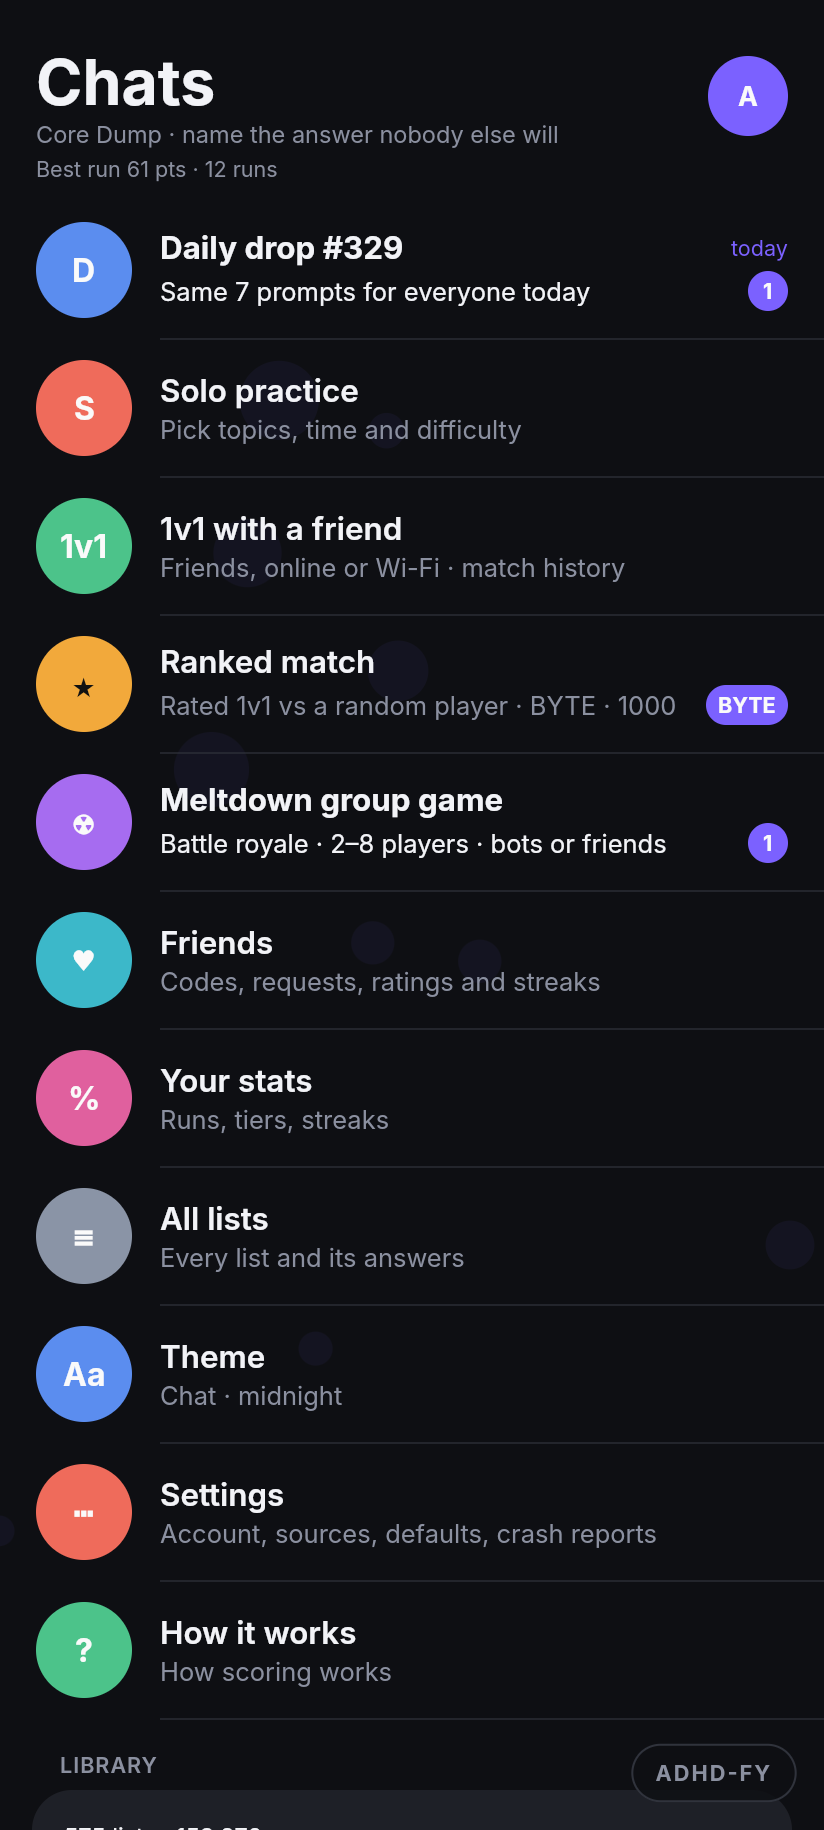 Chats
A
Core Dump · name the answer nobody else will
Best run 61 pts · 12 runs
D
Daily drop #329
today
Same 7 prompts for everyone today
1
S
Solo practice
Pick topics, time and difficulty
1v1
1v1 with a friend
Friends, online or Wi-Fi · match history
★
Ranked match
Rated 1v1 vs a random player · BYTE · 1000
BYTE
☢
Meltdown group game
Battle royale · 2–8 players · bots or friends
1
♥
Friends
Codes, requests, ratings and streaks
%
Your stats
Runs, tiers, streaks
≡
All lists
Every list and its answers
Aa
Theme
Chat · midnight
…
Settings
Account, sources, defaults, crash reports
?
How it works
How scoring works
LIBRARY
ADHD-FY